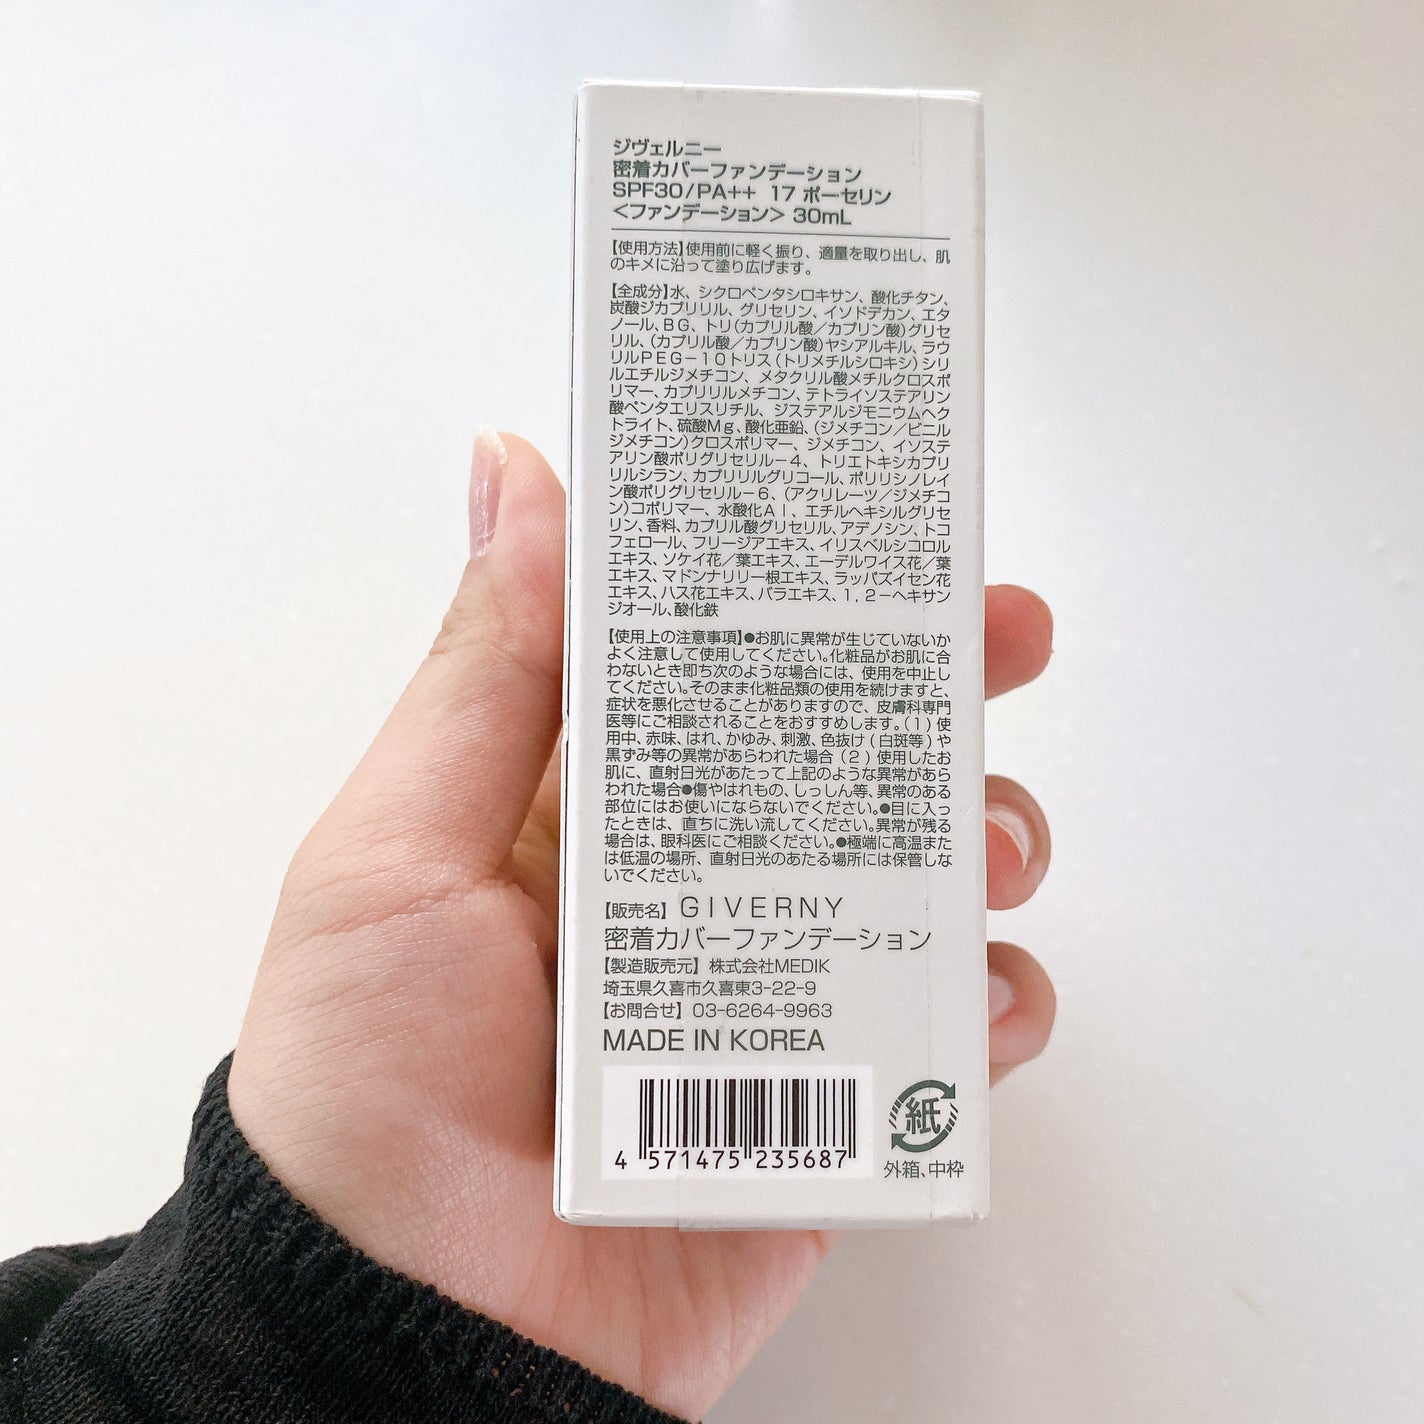 ジヴェルニー
密着カバーファンデーション
SPF30/PA++ 17 ポーセリン
<ファンデーション> 30mL
【使用方法】使用前に軽く振り、適量を取り出し、肌
のキメに沿って塗り広げます。
【全成分】水、シクロペンタシロキサン、酸化チタン、
炭酸ジカプリリル、グリセリン、イソドデカン、エタ
ノール、BG、トリ(カプリル酸/カプリン酸)グリセ
リル、(カプリル酸/カプリン酸)ヤシアルキル、ラウ
リルPEG-10トリス(トリメチルシロキシ)シリ
ルエチルジメチコン、メタクリル酸メチルクロスポ
リマー、カプリリルメチコン、テトライソステアリン
酸ペンタエリスリチル、ジステアルジモニウムヘク
トライト、硫酸Mg、酸化亜鉛、(ジメチコン/ビニル
ジメチコン)クロスポリマー、ジメチコン、イソステ
アリン酸ポリグリセリル-4、トリエトキシカプリ
リルシラン、カプリリルグリコール、ポリリシノレイ
ン酸ポリグリセリル-6、(アクリレーツ/ジメチコ
ン)コポリマー、水酸化Al、エチルヘキシルグリセ
リン、香料、カプリル酸グリセリル、アデノシン、トコ
フェロール、フリージアエキス、イリスベルシコロル
エキス、ソケイ花/葉エキス、エーデルワイス花/葉
エキス、マドンナリリー根エキス、ラッパズイセン花
エキス、ハス花エキス、バラエキス、1,2-ヘキサン
ジオール、酸化鉄
【使用上の注意事項】●お肌に異常が生じていないか
よく注意して使用してください。化粧品がお肌に合
わないとき即ち次のような場合には、使用を中止し
てください。そのまま化粧品類の使用を続けますと、
症状を悪化させることがありますので、皮膚科専門
医等にご相談されることをおすすめします。(1)使
用中、赤味、はれ、かゆみ、刺激、色抜け(白斑等)や
黒ずみ等の異常があらわれた場合(2)使用したお
肌に、直射日光があたって上記のような異常があら
われた場合●傷やはれもの、しっしん等、異常のある
部位にはお使いにならないでください。●目に入っ
たときは、直ちに洗い流してください。異常が残る
場合は、眼科医にご相談ください。●極端に高温また
は低温の場所、直射日光のあたる場所には保管しな
いでください。
【販売名】GIVERNY
密着カバーファンデーション
【製造販売元】株式会社MEDIK
埼玉県久喜市久喜東3-22-9
【お問合せ】03-6264-9963
MADE IN KOREA
4 571475 235687
紙
外箱、中枠